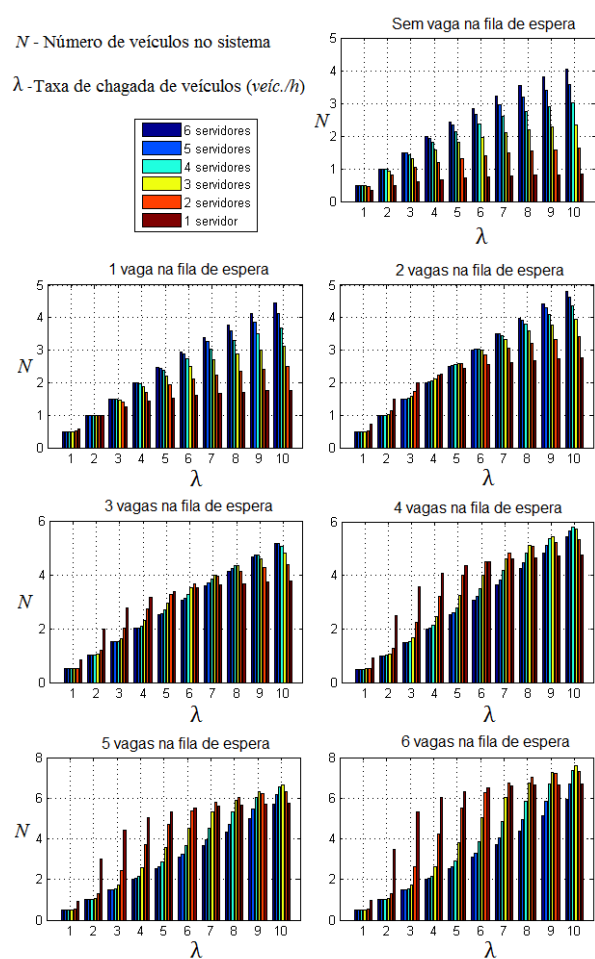 N - Número de veículos no sistema
λ - Taxa de chagada de veículos (veíc./h)
6 servidores
5 servidores
4 servidores
3 servidores
2 servidores
1 servidor
Sem vaga na fila de espera
5
4
3
2
1
0
N
1 2 3 4 5 6 7 8 9 10
λ
1 vaga na fila de espera
5
4
3
2
1
0
N
1 2 3 4 5 6 7 8 9 10
λ
2 vagas na fila de espera
5
4
3
2
1
0
1 2 3 4 5 6 7 8 9 10
λ
3 vagas na fila de espera
6
4
2
0
N
1 2 3 4 5 6 7 8 9 10
λ
4 vagas na fila de espera
6
4
2
0
1 2 3 4 5 6 7 8 9 10
λ
5 vagas na fila de espera
8
6
4
2
0
N
1 2 3 4 5 6 7 8 9 10
λ
6 vagas na fila de espera
8
6
4
2
0
1 2 3 4 5 6 7 8 9 10
λ